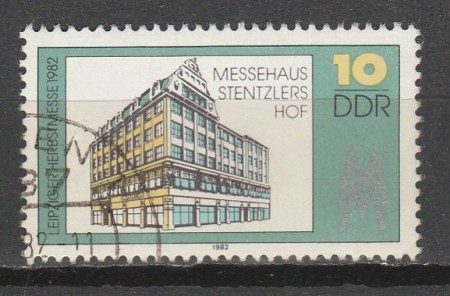 LEIPZIGER HERBSTMESSE 1982
MESSEHAUS
STENTZLERS
HOF
10
DDR
1982